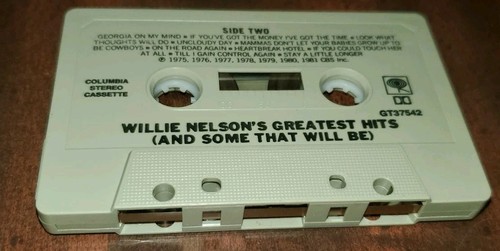 SIDE TWO
GEORGIA ON MY MIND • IF YOU'VE GOT THE MONEY I'VE GOT THE TIME • LOOK WHAT
THOUGHTS WILL DO • UNCLOUDY DAY • MAMMAS DON'T LET YOUR BABIES GROW UP TO
BE COWBOYS • ON THE ROAD AGAIN • HEARTBREAK HOTEL • IF YOU COULD TOUCH HER
AT ALL • TILL I GAIN CONTROL AGAIN • STAY A LITTLE LONGER
℗ 1975, 1976, 1977, 1978, 1979, 1980, 1981 CBS Inc.
COLUMBIA
STEREO
CASSETTE
GT37542
WILLIE NELSON'S GREATEST HITS
(AND SOME THAT WILL BE)